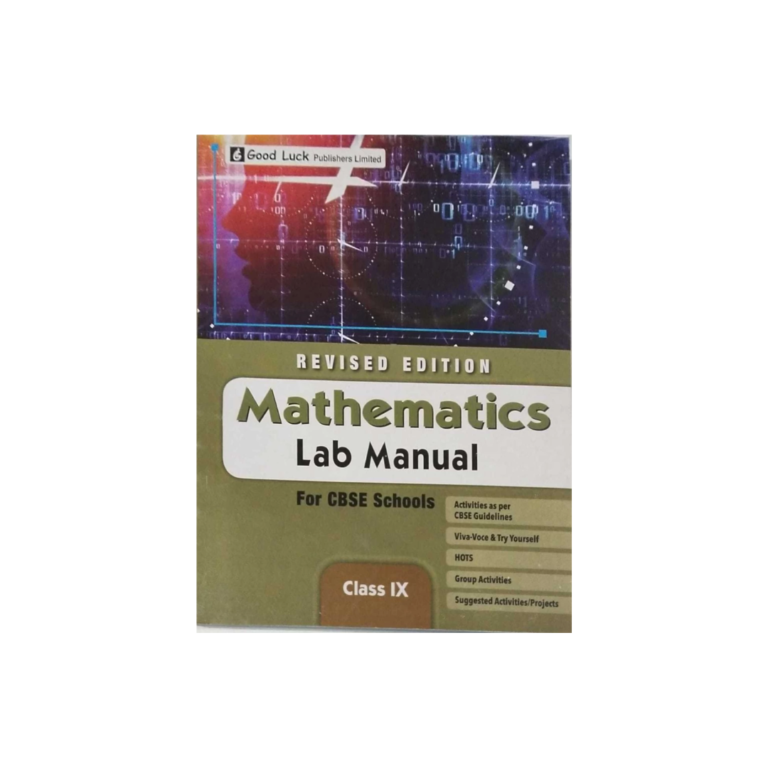 Good Luck Publishers Limited
REVISED EDITION
Mathematics
Lab Manual
For CBSE Schools
Activities as per
CBSE Guidelines
Viva-Voce & Try Yourself
HOTS
Group Activities
Suggested Activities/Projects
Class IX